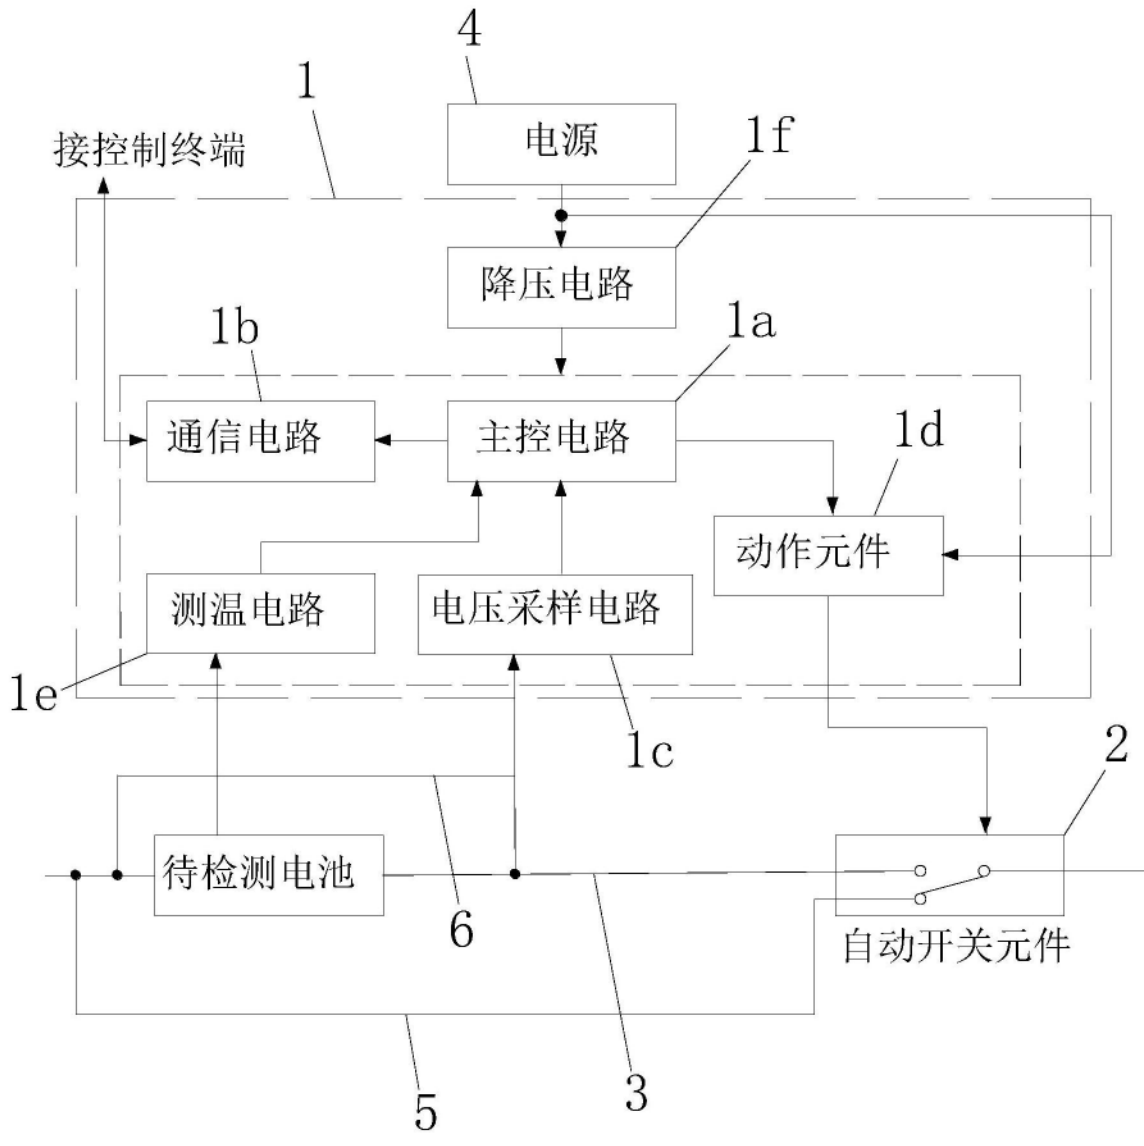 4
1
电源
1f
接控制终端
降压电路
1b
1a
通信电路
主控电路
1d
动作元件
测温电路
电压采样电路
1e
1c
2
待检测电池
6
自动开关元件
3
5